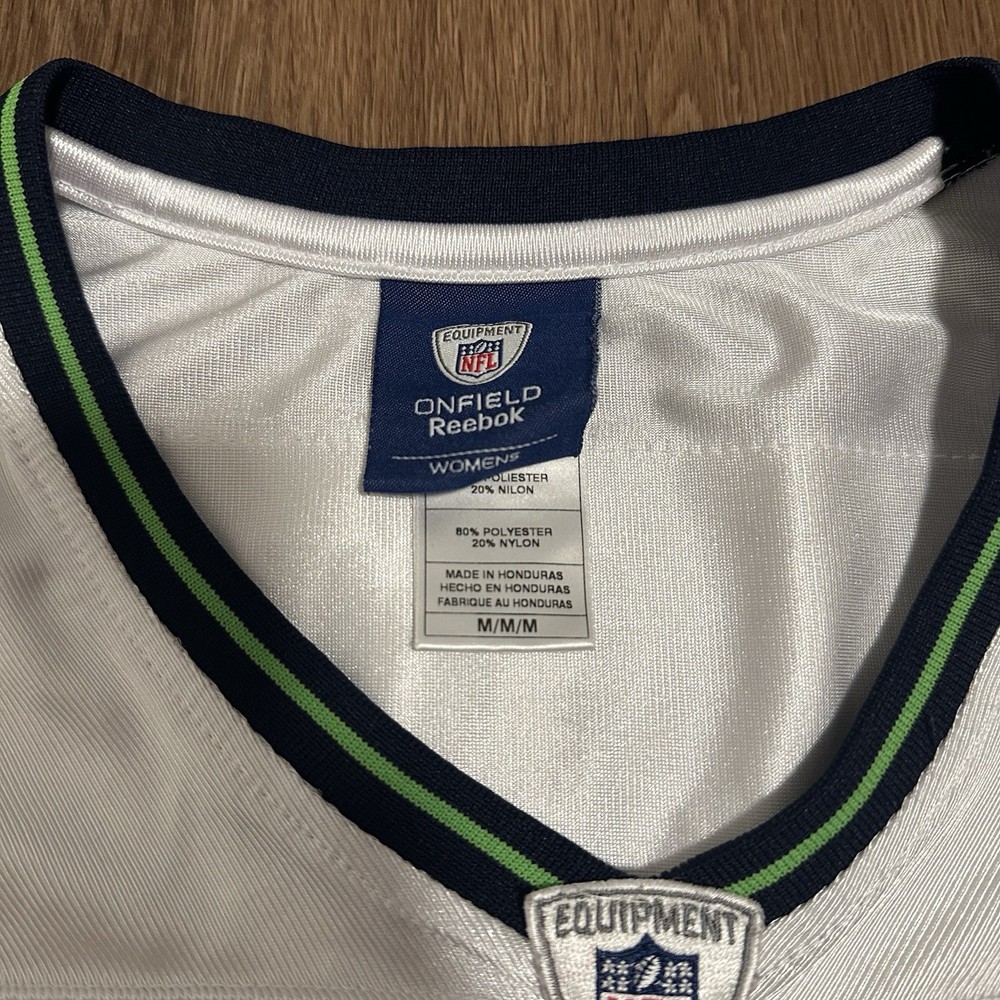 EQUIPMENT
NFL
ONFIELD
Reebok
WOMENS
20% NILON
80% POLYESTER
20% NYLON
MADE IN HONDURAS
HECHO EN HONDURAS
FABRIQUE AU HONDURAS
M/M/M
EQUIPMENT
NFL